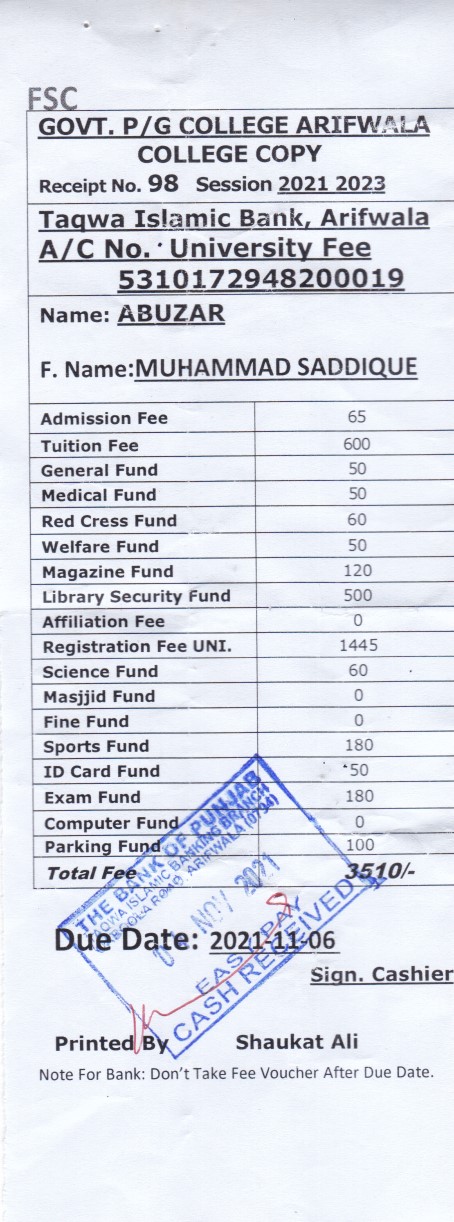 FSC
GOVT. P/G COLLEGE ARIFWALA
COLLEGE COPY
Receipt No. 98 Session 2021 2023
Taqwa Islamic Bank, Arifwala
A/C No. University Fee
5310172948200019
Name: ABUZAR
F. Name:MUHAMMAD SADDIQUE
Admission Fee 65
Tuition Fee 600
General Fund 50
Medical Fund 50
Red Cress Fund 60
Welfare Fund 50
Magazine Fund 120
Library Security Fund 500
Affiliation Fee 0
Registration Fee UNI. 1445
Science Fund 60
Masjjid Fund 0
Fine Fund 0
Sports Fund 180
ID Card Fund 50
Exam Fund 180
Computer Fund 0
Parking Fund 100
Total Fee 3510/-
THE BANK OF PUNJAB
TAQWA ISLAMIC BANKING BRANCH
ROAD, ARIFWALA (0794)
NOV 2021
CASH RECEIVED
Due Date: 2021-11-06
Sign. Cashier
Printed By Shaukat Ali
Note For Bank: Don't Take Fee Voucher After Due Date.